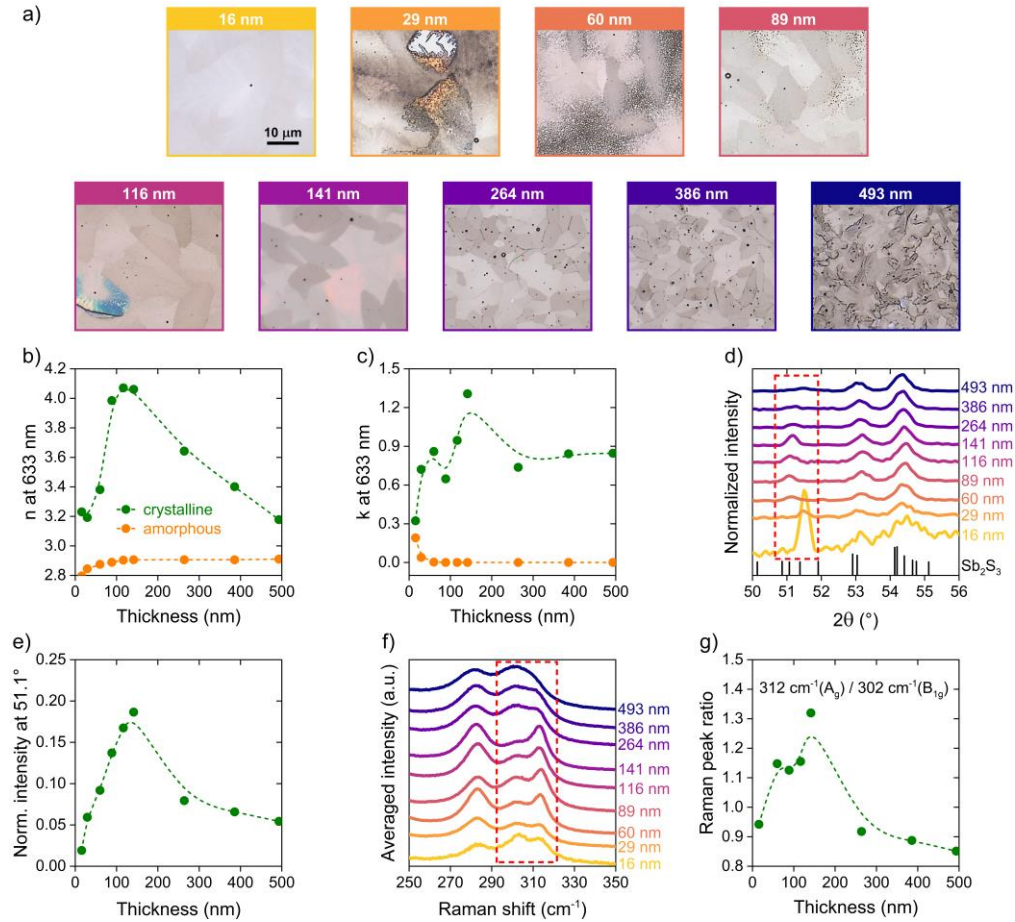 a)
16 nm
29 nm
60 nm
89 nm
10 μm
116 nm
141 nm
264 nm
386 nm
493 nm
b)
n at 633 nm
4.2
4.0
3.8
3.6
3.4
3.2
3.0
2.8
crystalline
amorphous
0 100 200 300 400 500
Thickness (nm)
c)
k at 633 nm
1.5
1.2
0.9
0.6
0.3
0.0
0 100 200 300 400 500
Thickness (nm)
d)
Normalized intensity
493 nm
386 nm
264 nm
141 nm
116 nm
89 nm
60 nm
29 nm
16 nm
Sb₂S₃
50 51 52 53 54 55 56
2θ (°)
e)
Norm. intensity at 51.1°
0.25
0.20
0.15
0.10
0.05
0.00
0 100 200 300 400 500
Thickness (nm)
f)
Averaged intensity (a.u.)
493 nm
386 nm
264 nm
141 nm
116 nm
89 nm
60 nm
29 nm
16 nm
250 270 290 310 330 350
Raman shift (cm⁻¹)
g)
Raman peak ratio
1.5
1.4
1.3
1.2
1.1
1.0
0.9
0.8
312 cm⁻¹(A_g) / 302 cm⁻¹(B_1g)
0 100 200 300 400 500
Thickness (nm)